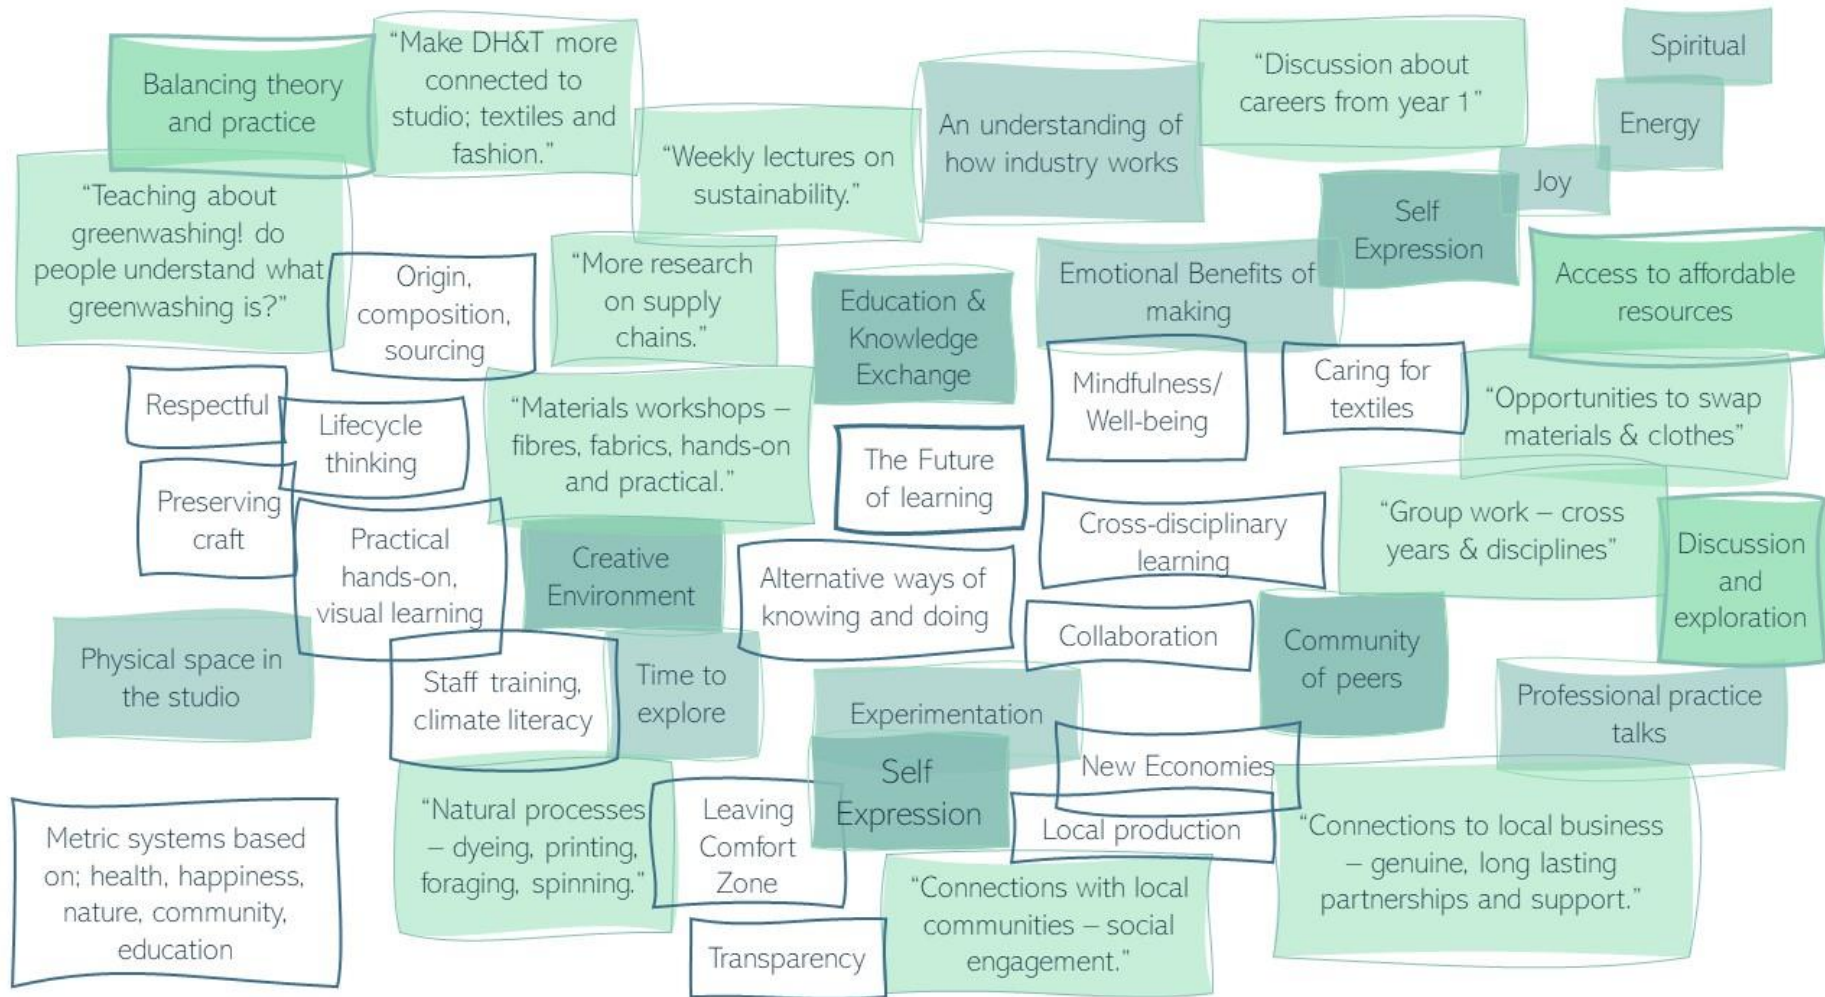 Balancing theory
and practice
“Make DH&T more
connected to
studio; textiles and
fashion.”
“Weekly lectures on
sustainability.”
An understanding of
how industry works
“Discussion about
careers from year 1”
Spiritual
Energy
Joy
Self
Expression
“Teaching about
greenwashing! do
people understand what
greenwashing is?”
Origin,
composition,
sourcing
“More research
on supply
chains.”
Education &
Knowledge
Exchange
Emotional Benefits of
making
Access to affordable
resources
Respectful
Lifecycle
thinking
“Materials workshops –
fibres, fabrics, hands-on
and practical.”
The Future
of learning
Mindfulness/
Well-being
Caring for
textiles
“Opportunities to swap
materials & clothes”
Preserving
craft
Practical
hands-on,
visual learning
Creative
Environment
Alternative ways of
knowing and doing
Cross-disciplinary
learning
“Group work – cross
years & disciplines”
Discussion
and
exploration
Physical space in
the studio
Staff training,
climate literacy
Time to
explore
Collaboration
Community
of peers
Experimentation
Professional practice
talks
Self
Expression
New Economies
Local production
Metric systems based
on; health, happiness,
nature, community,
education
“Natural processes
– dyeing, printing,
foraging, spinning.”
Leaving
Comfort
Zone
“Connections to local business
– genuine, long lasting
partnerships and support.”
Transparency
“Connections with local
communities – social
engagement.”